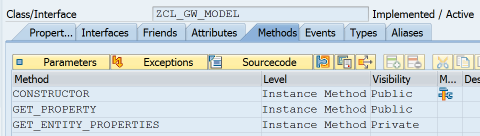 Class/Interface ZCL_GW_MODEL Implemented / Active
Propert... Interfaces Friends Attributes Methods Events Types Aliases
Parameters Exceptions Sourcecode
Method Level Visibility M... Des
CONSTRUCTOR Instance Method Public
GET_PROPERTY Instance Method Public
GET_ENTITY_PROPERTIES Instance Method Private